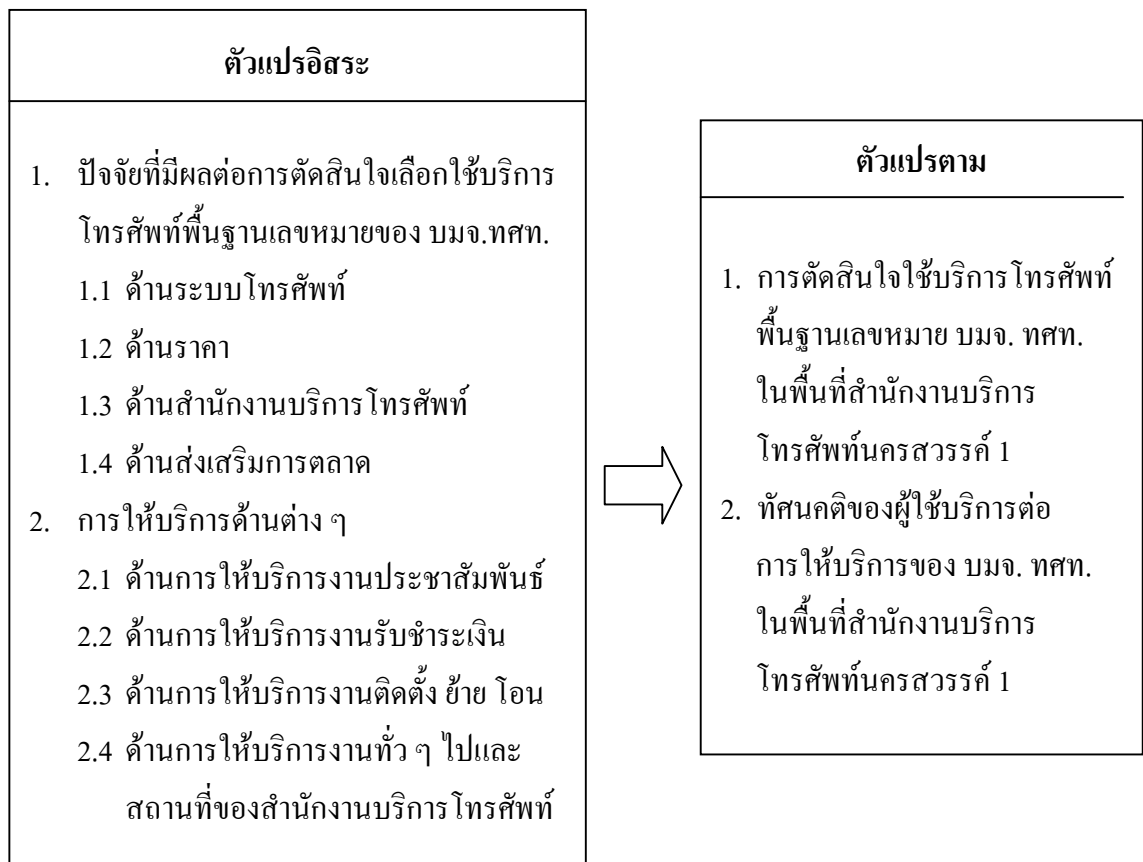 ตัวแปรอิสระ
1. ปัจจัยที่มีผลต่อการตัดสินใจเลือกใช้บริการ
โทรศัพท์พื้นฐานเลขหมายของ บมจ.ทศท.
1.1 ด้านระบบโทรศัพท์
1.2 ด้านราคา
1.3 ด้านสำนักงานบริการโทรศัพท์
1.4 ด้านส่งเสริมการตลาด
2. การให้บริการด้านต่าง ๆ
2.1 ด้านการให้บริการงานประชาสัมพันธ์
2.2 ด้านการให้บริการงานรับชำระเงิน
2.3 ด้านการให้บริการงานติดตั้ง ย้าย โอน
2.4 ด้านการให้บริการงานทั่ว ๆ ไปและ
สถานที่ของสำนักงานบริการโทรศัพท์
ตัวแปรตาม
1. การตัดสินใจใช้บริการโทรศัพท์
พื้นฐานเลขหมาย บมจ. ทศท.
ในพื้นที่สำนักงานบริการ
โทรศัพท์นครสวรรค์ 1
2. ทัศนคติของผู้ใช้บริการต่อ
การให้บริการของ บมจ. ทศท.
ในพื้นที่สำนักงานบริการ
โทรศัพท์นครสวรรค์ 1